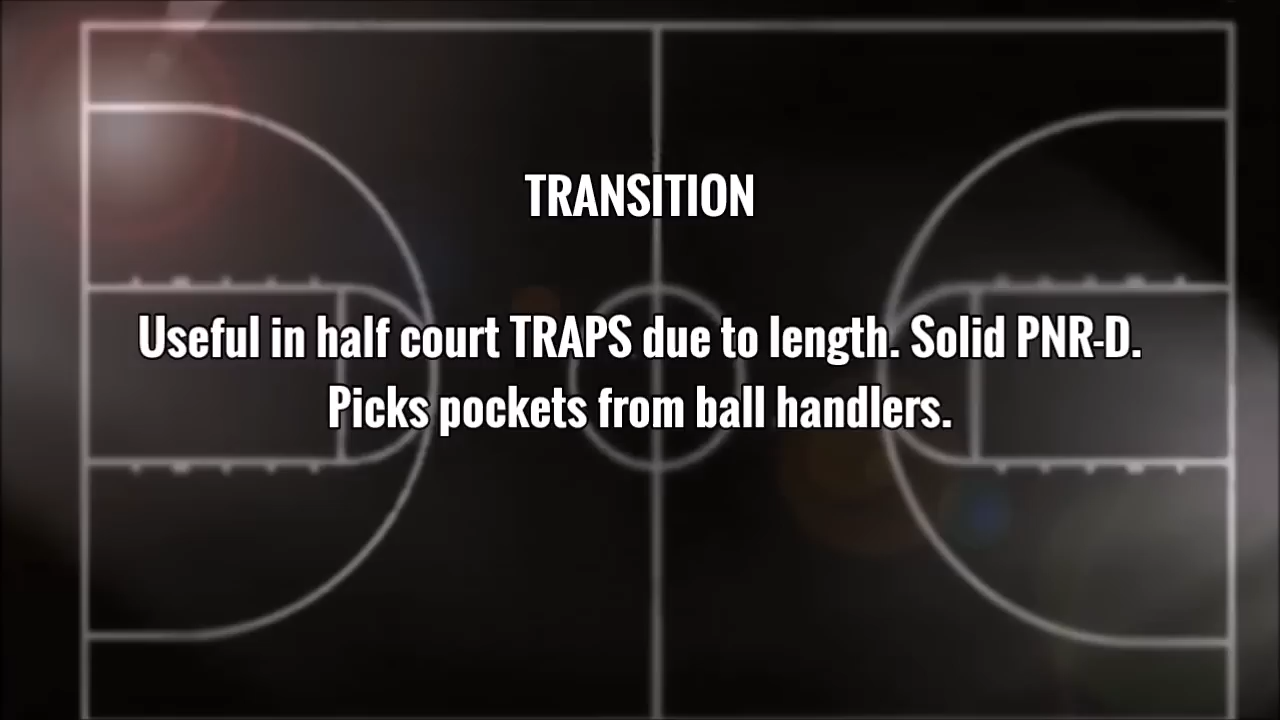 TRANSITION
Useful in half court TRAPS due to length. Solid PNR-D.
Picks pockets from ball handlers.